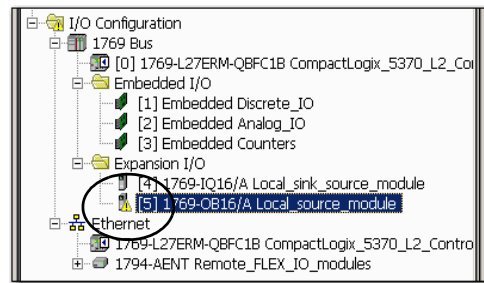 I/O Configuration
1769 Bus
[0] 1769-L27ERM-QBFC1B CompactLogix_5370_L2_Co
Embedded I/O
[1] Embedded Discrete_IO
[2] Embedded Analog_IO
[3] Embedded Counters
Expansion I/O
[4] 1769-IQ16/A Local_sink_source_module
[5] 1769-OB16/A Local_source_module
Ethernet
1769-L27ERM-QBFC1B CompactLogix_5370_L2_Contro
1794-AENT Remote_FLEX_IO_modules